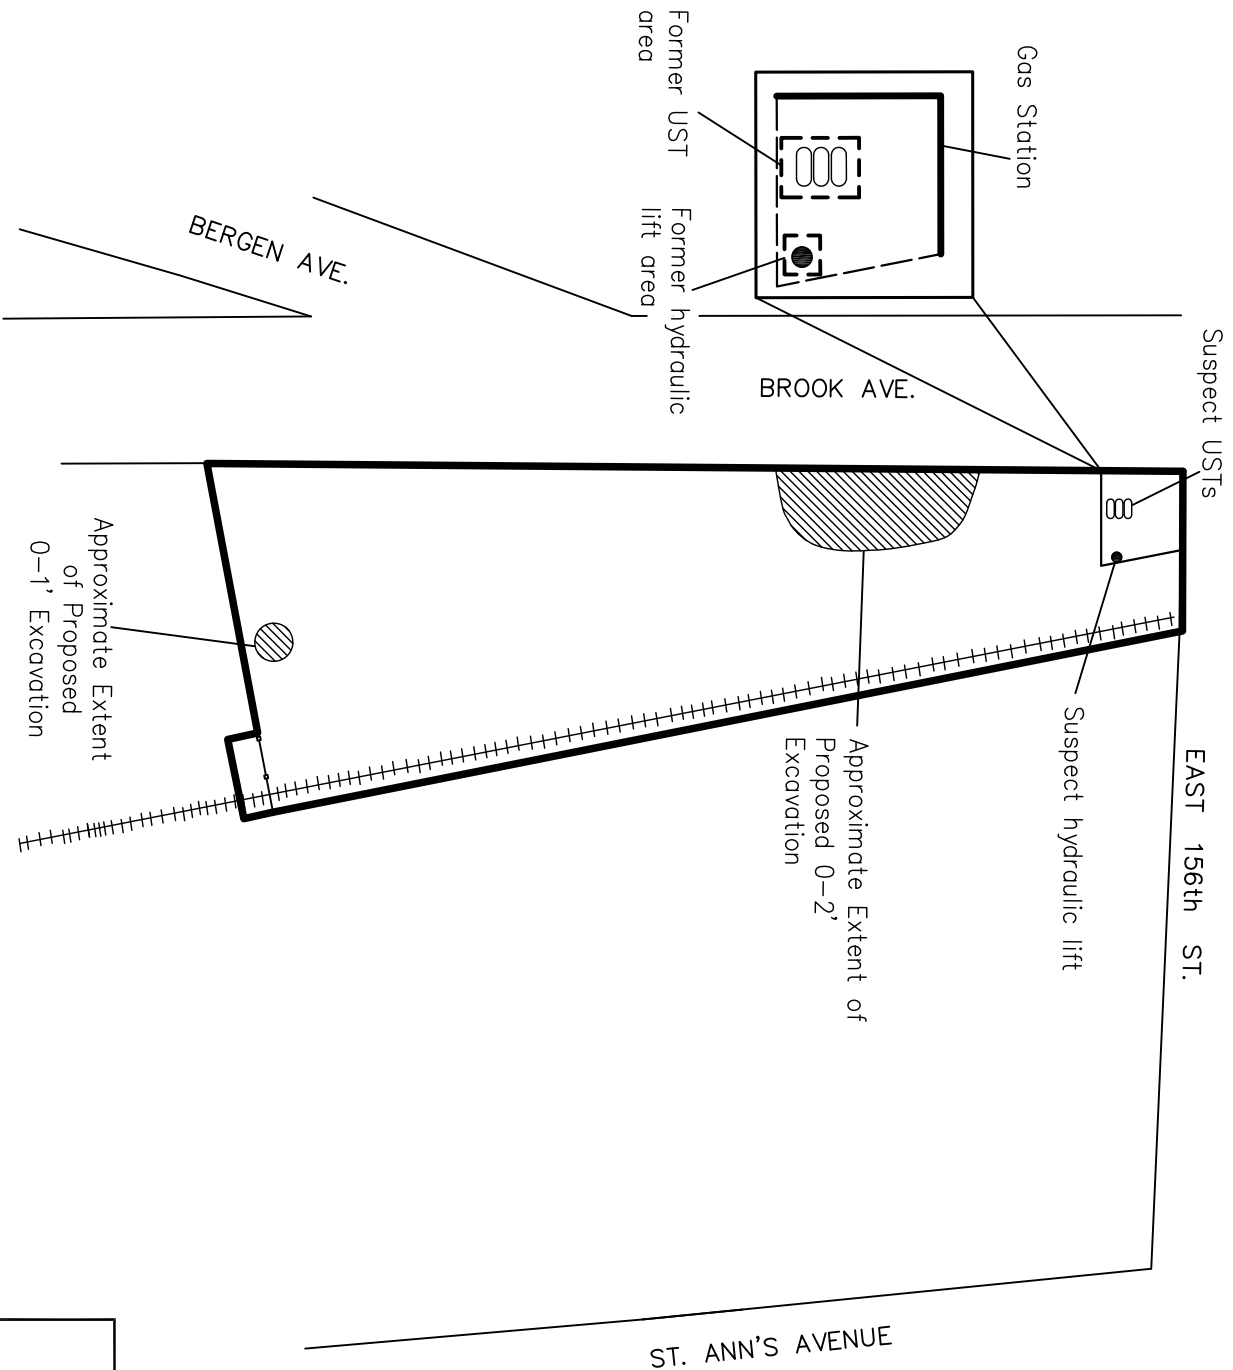 Gas Station
Former UST
area
Former hydraulic
lift area
BERGEN AVE.
BROOK AVE.
Suspect USTs
Suspect hydraulic lift
EAST 156th ST.
Approximate Extent of
Proposed 0-2'
Excavation
Approximate Extent
of Proposed
0-1' Excavation
ST. ANN'S AVENUE